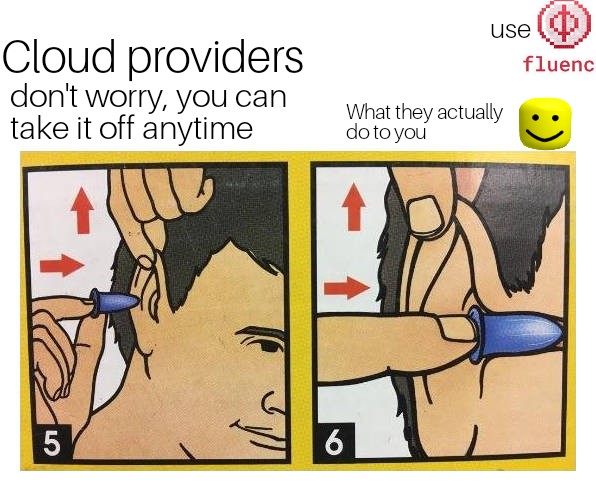 use
fluenc
Cloud providers
don't worry, you can
take it off anytime
What they actually
do to you
5
6